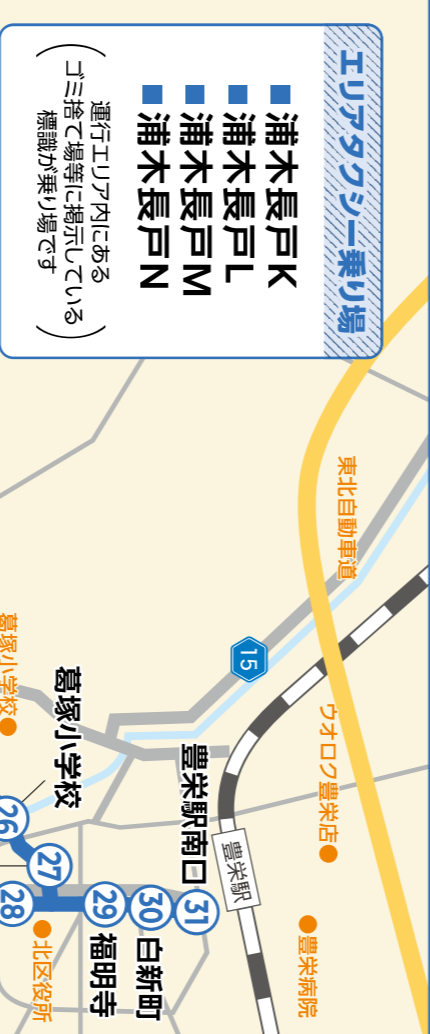 エリアタクシー乗り場
■ 浦木長戸K
■ 浦木長戸L
■ 浦木長戸M
■ 浦木長戸N
(運行エリア内にある
ゴミ捨て場等に掲示している
標識が乗り場です)
東北自動車道
15
ウオロク豊栄店
豊栄駅
豊栄病院
豊栄駅南口
31
白新町
30
福明寺
29
28
北区役所
27
26
葛塚小学校
葛塚小学校